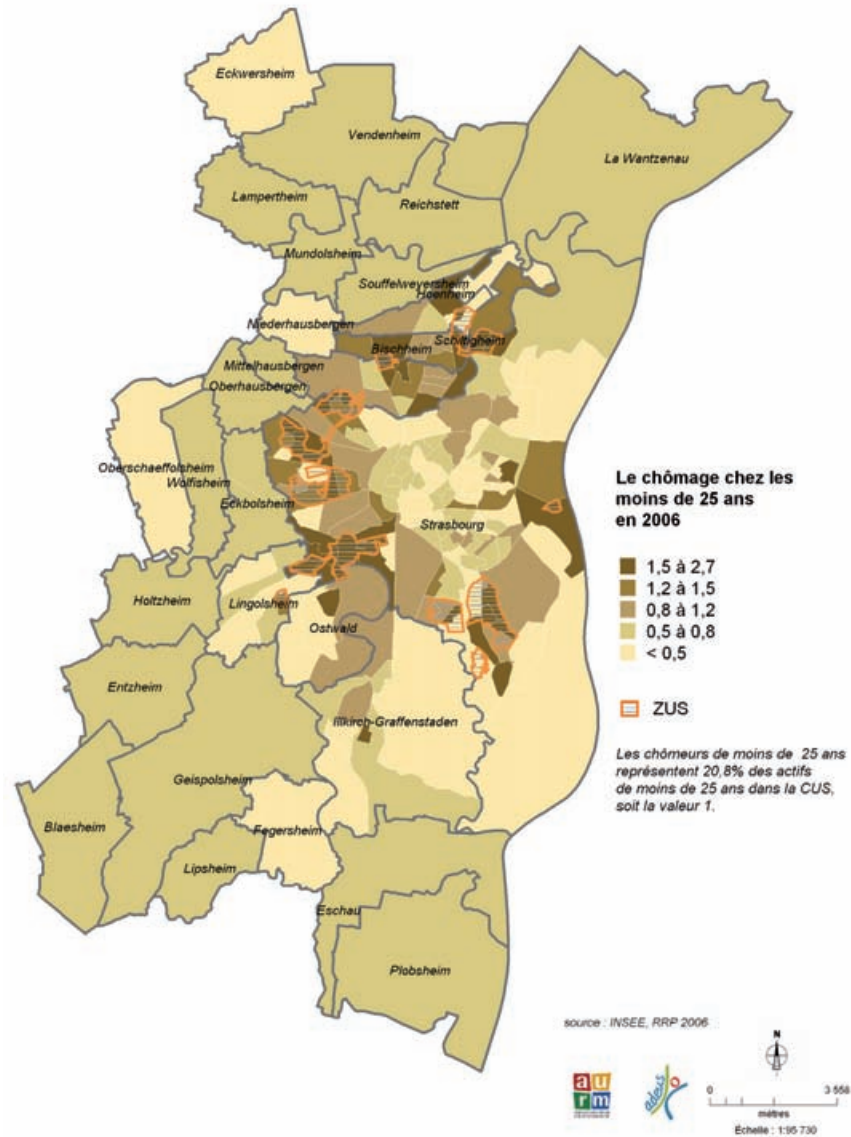 Eckwersheim
Vendenheim
La Wantzenau
Lampertheim
Reichstett
Mundolsheim
Souffelweyersheim
Hoenheim
Niederhausbergen
Schiltigheim
Bischheim
Mittelhausbergen
Oberhausbergen
Oberschaeffolsheim
Wolfisheim
Eckbolsheim
Strasbourg
Holtzheim
Lingolsheim
Ostwald
Entzheim
Illkirch-Graffenstaden
Geispolsheim
Blaesheim
Fegersheim
Lipsheim
Eschau
Plobsheim
Le chômage chez les
moins de 25 ans
en 2006
1,5 à 2,7
1,2 à 1,5
0,8 à 1,2
0,5 à 0,8
< 0,5
ZUS
Les chômeurs de moins de 25 ans
représentent 20,8% des actifs
de moins de 25 ans dans la CUS,
soit la valeur 1.
source : INSEE, RRP 2006
N
a u
r m
adeus
0 3 558
mètres
Échelle : 1:95 730